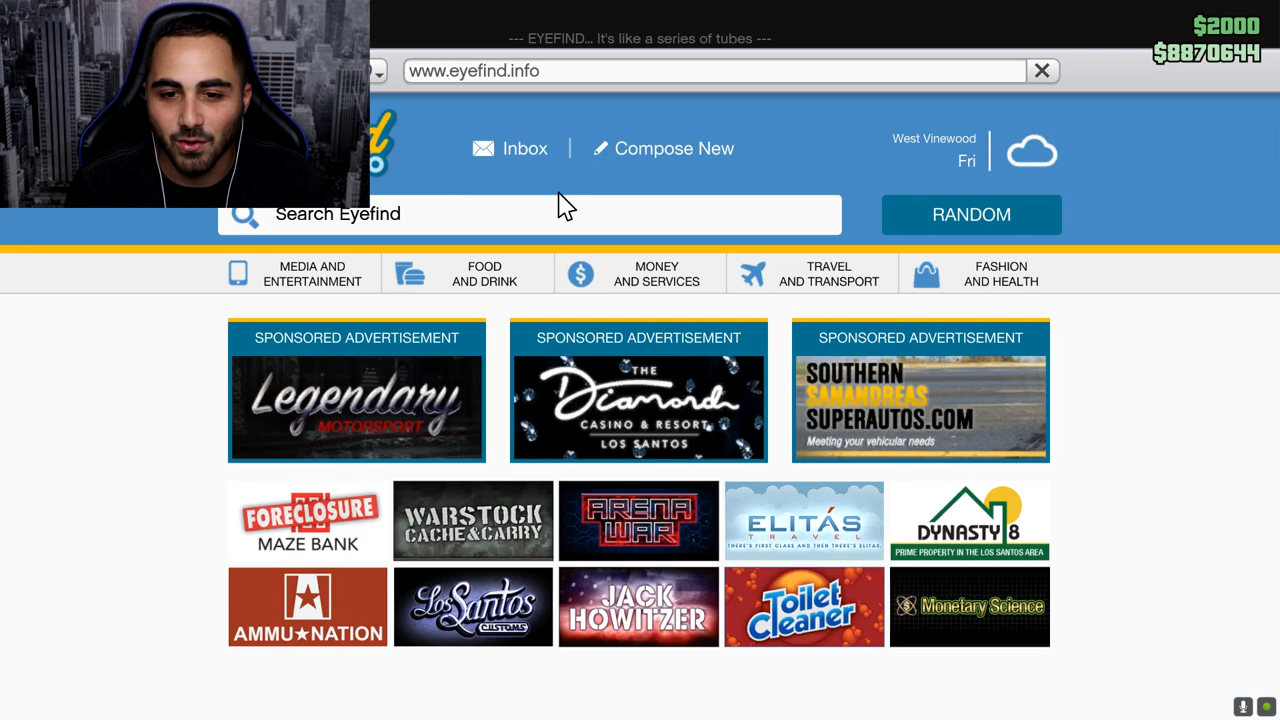 --- EYEFIND... It's like a series of tubes ---
$2000
$8870644
www.eyefind.info
Inbox
Compose New
West Vinewood
Fri
Search Eyefind
RANDOM
MEDIA AND
ENTERTAINMENT
FOOD
AND DRINK
MONEY
AND SERVICES
TRAVEL
AND TRANSPORT
FASHION
AND HEALTH
SPONSORED ADVERTISEMENT
Legendary
MOTORSPORT
SPONSORED ADVERTISEMENT
THE
Diamond
CASINO & RESORT
LOS SANTOS
SPONSORED ADVERTISEMENT
SOUTHERN
SANANDREAS
SUPERAUTOS.COM
Meeting your vehicular needs
FORECLOSURE
MAZE BANK
WARSTOCK
CACHE&CARRY
ARENA
WAR
ELITÁS
TRAVEL
THERE'S FIRST CLASS AND THEN THERE'S ELITAS.
DYNASTY 8
PRIME PROPERTY IN THE LOS SANTOS AREA
AMMU★NATION
Los Santos
CUSTOMS
JACK
HOWITZER
Toilet
Cleaner
Monetary Science